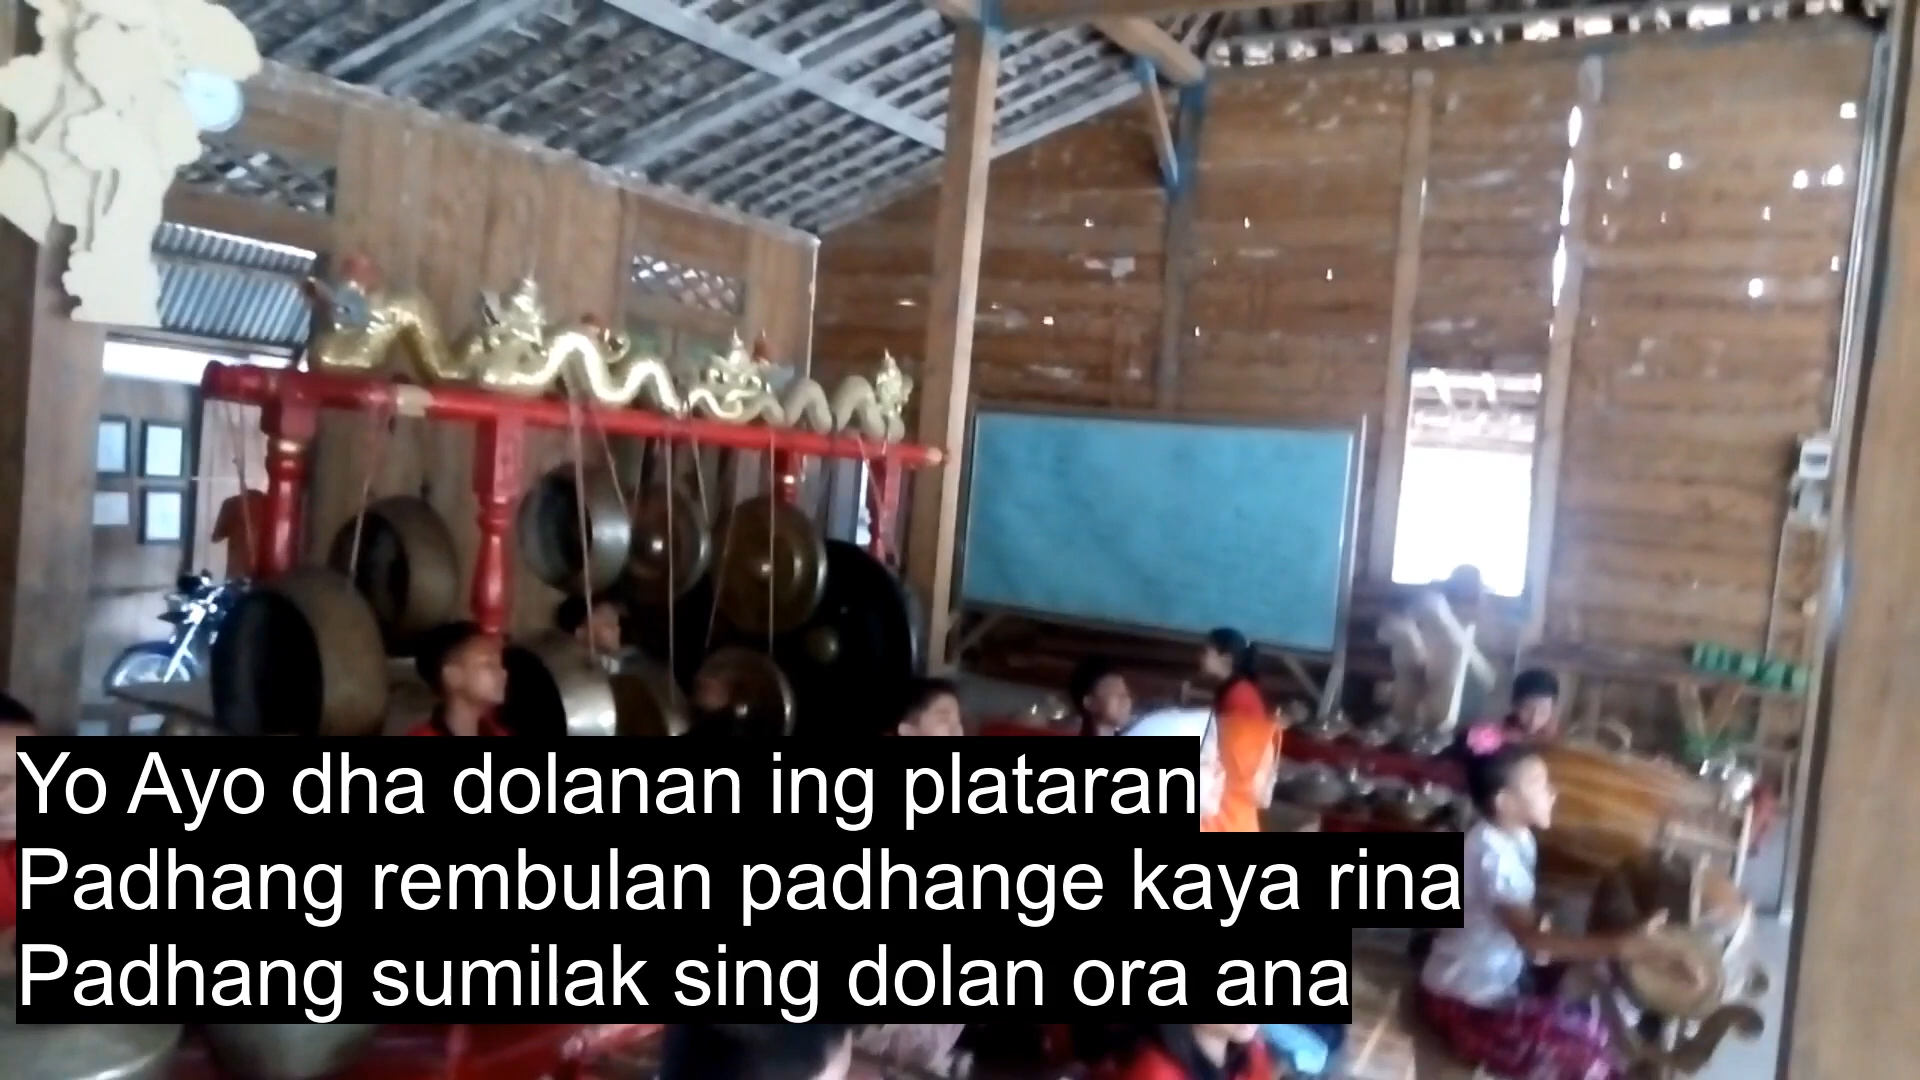 Yo Ayo dha dolanan ing plataran
Padhang rembulan padhange kaya rina
Padhang sumilak sing dolan ora ana